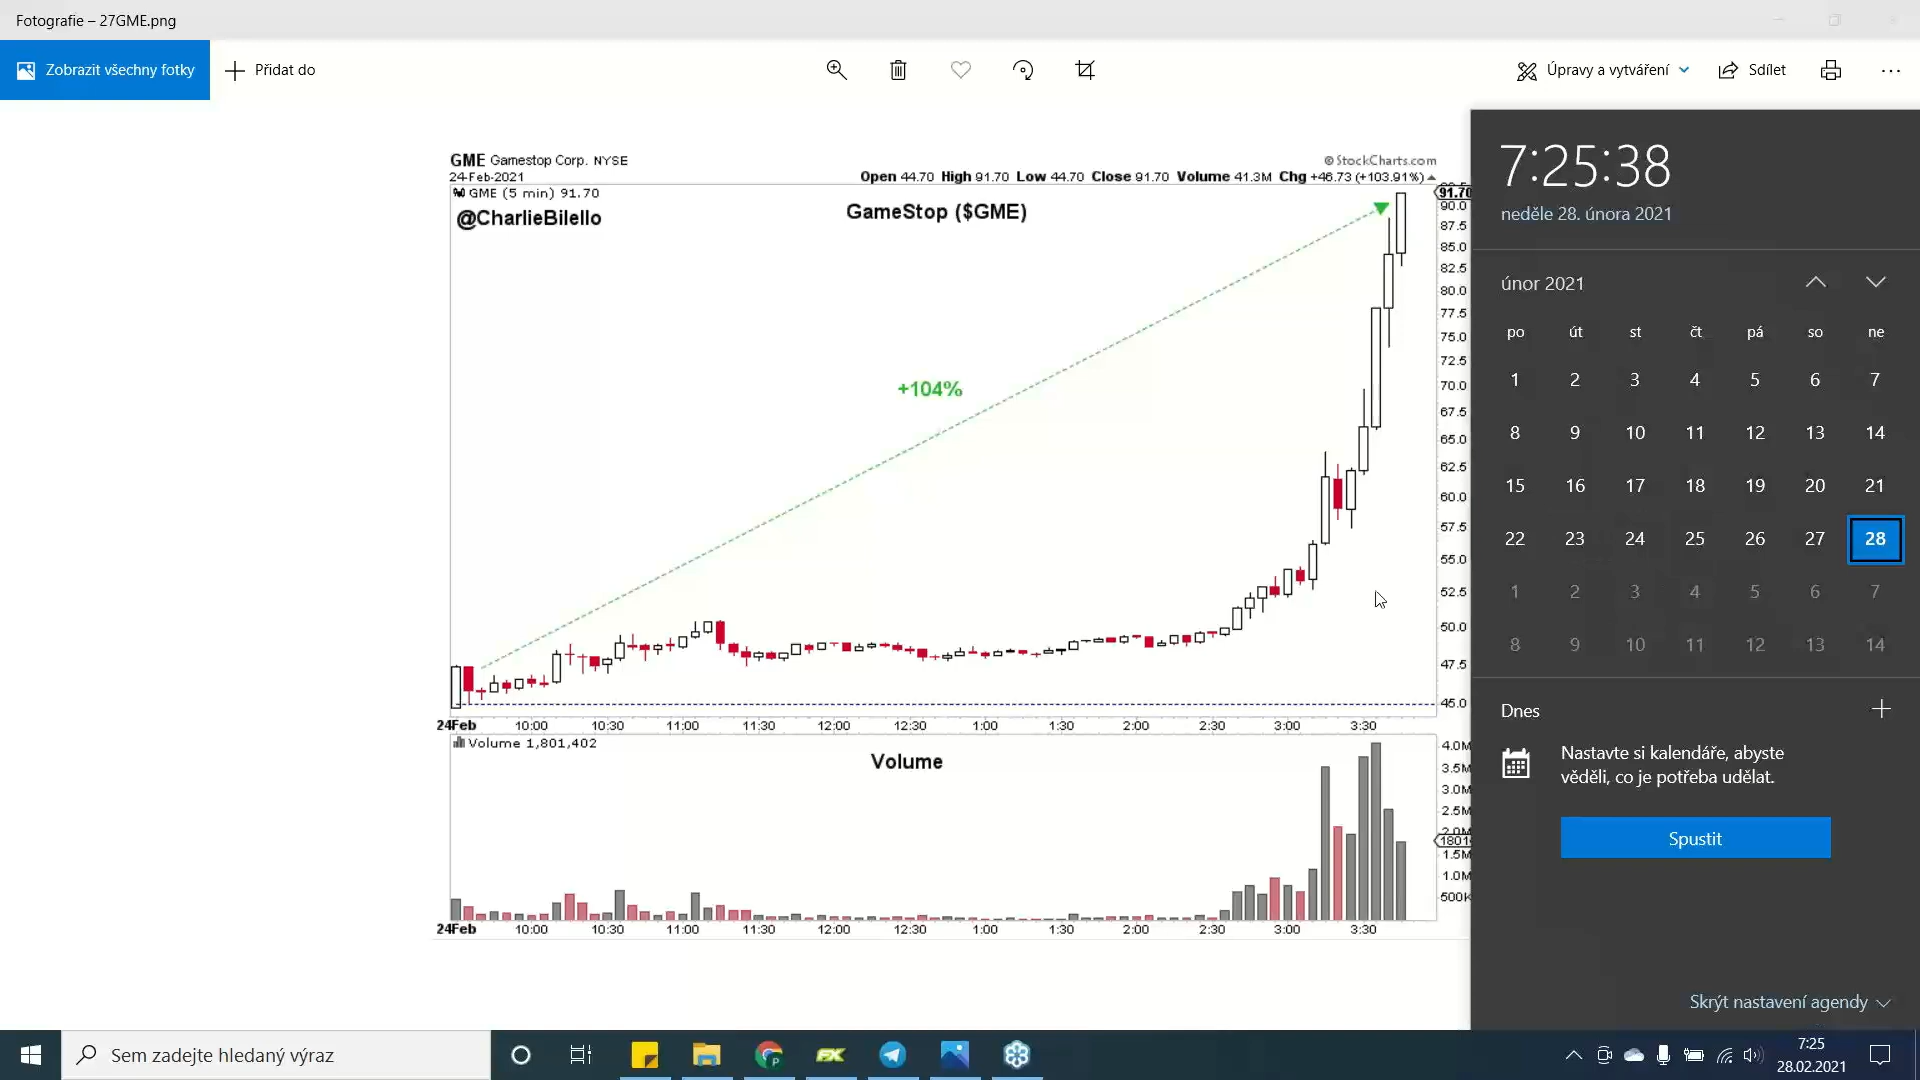 Fotografie – 27GME.png
Zobrazit všechny fotky
Přidat do
Úpravy a vytváření
Sdílet
GME Gamestop Corp. NYSE
© StockCharts.com
24-Feb-2021
Open 44.70 High 91.70 Low 44.70 Close 91.70 Volume 41.3M Chg +46.73 (+103.91%)
GME (5 min) 91.70
@CharlieBilello
GameStop ($GME)
+104%
91.70
90.0
87.5
85.0
82.5
80.0
77.5
75.0
72.5
70.0
67.5
65.0
62.5
60.0
57.5
55.0
52.5
50.0
47.5
45.0
24Feb 10:00 10:30 11:00 11:30 12:00 12:30 1:00 1:30 2:00 2:30 3:00 3:30
Volume 1,801,402
Volume
4.0M
3.5M
3.0M
2.5M
2.0M
1801
1.5M
1.0M
500K
24Feb 10:00 10:30 11:00 11:30 12:00 12:30 1:00 1:30 2:00 2:30 3:00 3:30
7:25:38
neděle 28. února 2021
únor 2021
po út st čt pá so ne
1 2 3 4 5 6 7
8 9 10 11 12 13 14
15 16 17 18 19 20 21
22 23 24 25 26 27 28
1 2 3 4 5 6 7
8 9 10 11 12 13 14
Dnes
Nastavte si kalendáře, abyste
věděli, co je potřeba udělat.
Spustit
Skrýt nastavení agendy
Sem zadejte hledaný výraz
FX
P
7:25
28.02.2021